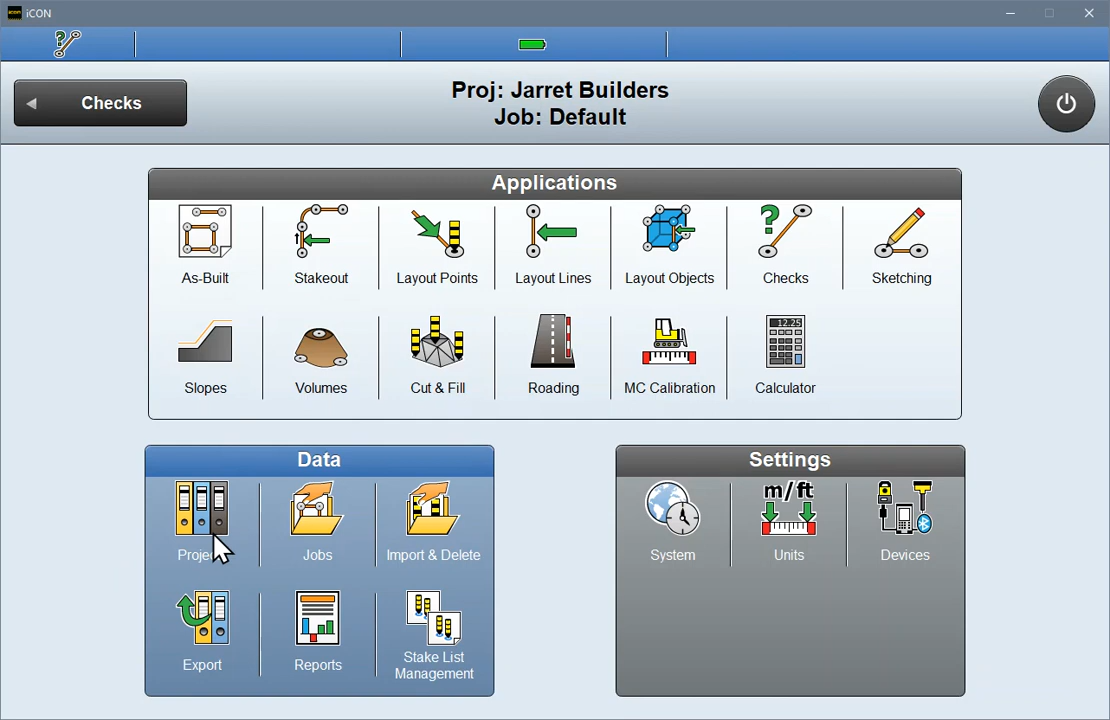 iCON
Checks
Proj: Jarret Builders
Job: Default
Applications
As-Built
Stakeout
Layout Points
Layout Lines
Layout Objects
Checks
Sketching
Slopes
Volumes
Cut & Fill
Roading
MC Calibration
12.25
Calculator
Data
Jobs
Import & Delete
Export
Reports
Stake List
Management
Settings
System
m/ft
Units
Devices